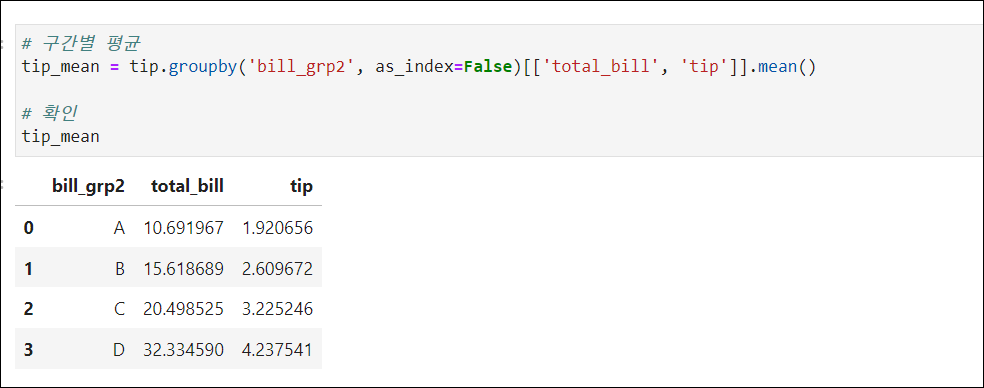 # 구간별 평균
tip_mean = tip.groupby('bill_grp2', as_index=False)[['total_bill', 'tip']].mean()
# 확인
tip_mean
bill_grp2 total_bill tip
0 A 10.691967 1.920656
1 B 15.618689 2.609672
2 C 20.498525 3.225246
3 D 32.334590 4.237541